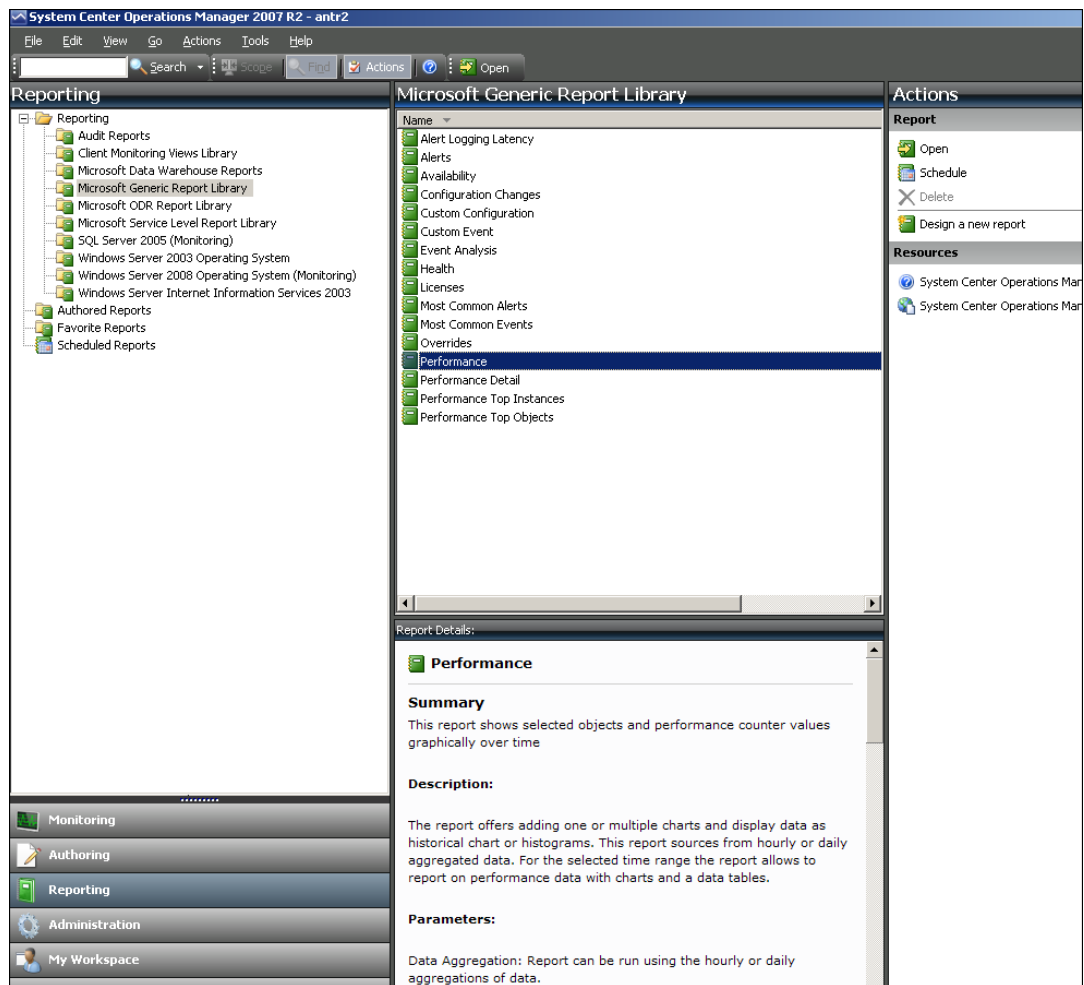 System Center Operations Manager 2007 R2 - antr2
File Edit View Go Actions Tools Help
Search Scope Find Actions Open
Reporting
Reporting
Audit Reports
Client Monitoring Views Library
Microsoft Data Warehouse Reports
Microsoft Generic Report Library
Microsoft ODR Report Library
Microsoft Service Level Report Library
SQL Server 2005 (Monitoring)
Windows Server 2003 Operating System
Windows Server 2008 Operating System (Monitoring)
Windows Server Internet Information Services 2003
Authored Reports
Favorite Reports
Scheduled Reports
Monitoring
Authoring
Reporting
Administration
My Workspace
Microsoft Generic Report Library
Name
Alert Logging Latency
Alerts
Availability
Configuration Changes
Custom Configuration
Custom Event
Event Analysis
Health
Licenses
Most Common Alerts
Most Common Events
Overrides
Performance
Performance Detail
Performance Top Instances
Performance Top Objects
Report Details:
Performance
Summary
This report shows selected objects and performance counter values
graphically over time
Description:
The report offers adding one or multiple charts and display data as
historical chart or histograms. This report sources from hourly or daily
aggregated data. For the selected time range the report allows to
report on performance data with charts and a data tables.
Parameters:
Data Aggregation: Report can be run using the hourly or daily
aggregations of data.
Actions
Report
Open
Schedule
Delete
Design a new report
Resources
System Center Operations Mar
System Center Operations Mar